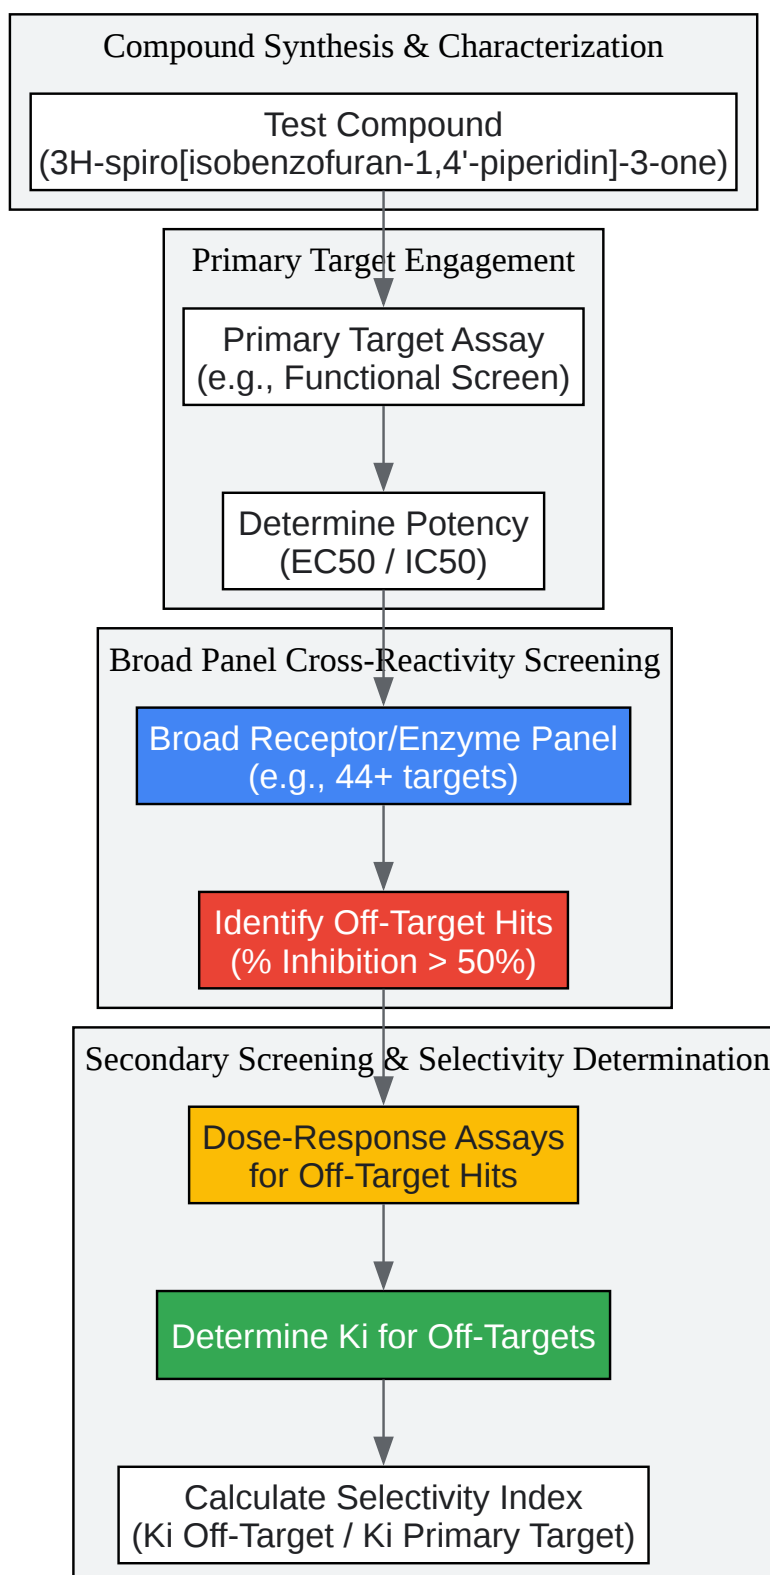 Compound Synthesis & Characterization
Test Compound
(3H-spiro[isobenzofuran-1,4'-piperidin]-3-one)
Primary Target Engagement
Primary Target Assay
(e.g., Functional Screen)
Determine Potency
(EC50 / IC50)
Broad Panel Cross-Reactivity Screening
Broad Receptor/Enzyme Panel
(e.g., 44+ targets)
Identify Off-Target Hits
(% Inhibition > 50%)
Secondary Screening & Selectivity Determination
Dose-Response Assays
for Off-Target Hits
Determine Ki for Off-Targets
Calculate Selectivity Index
(Ki Off-Target / Ki Primary Target)